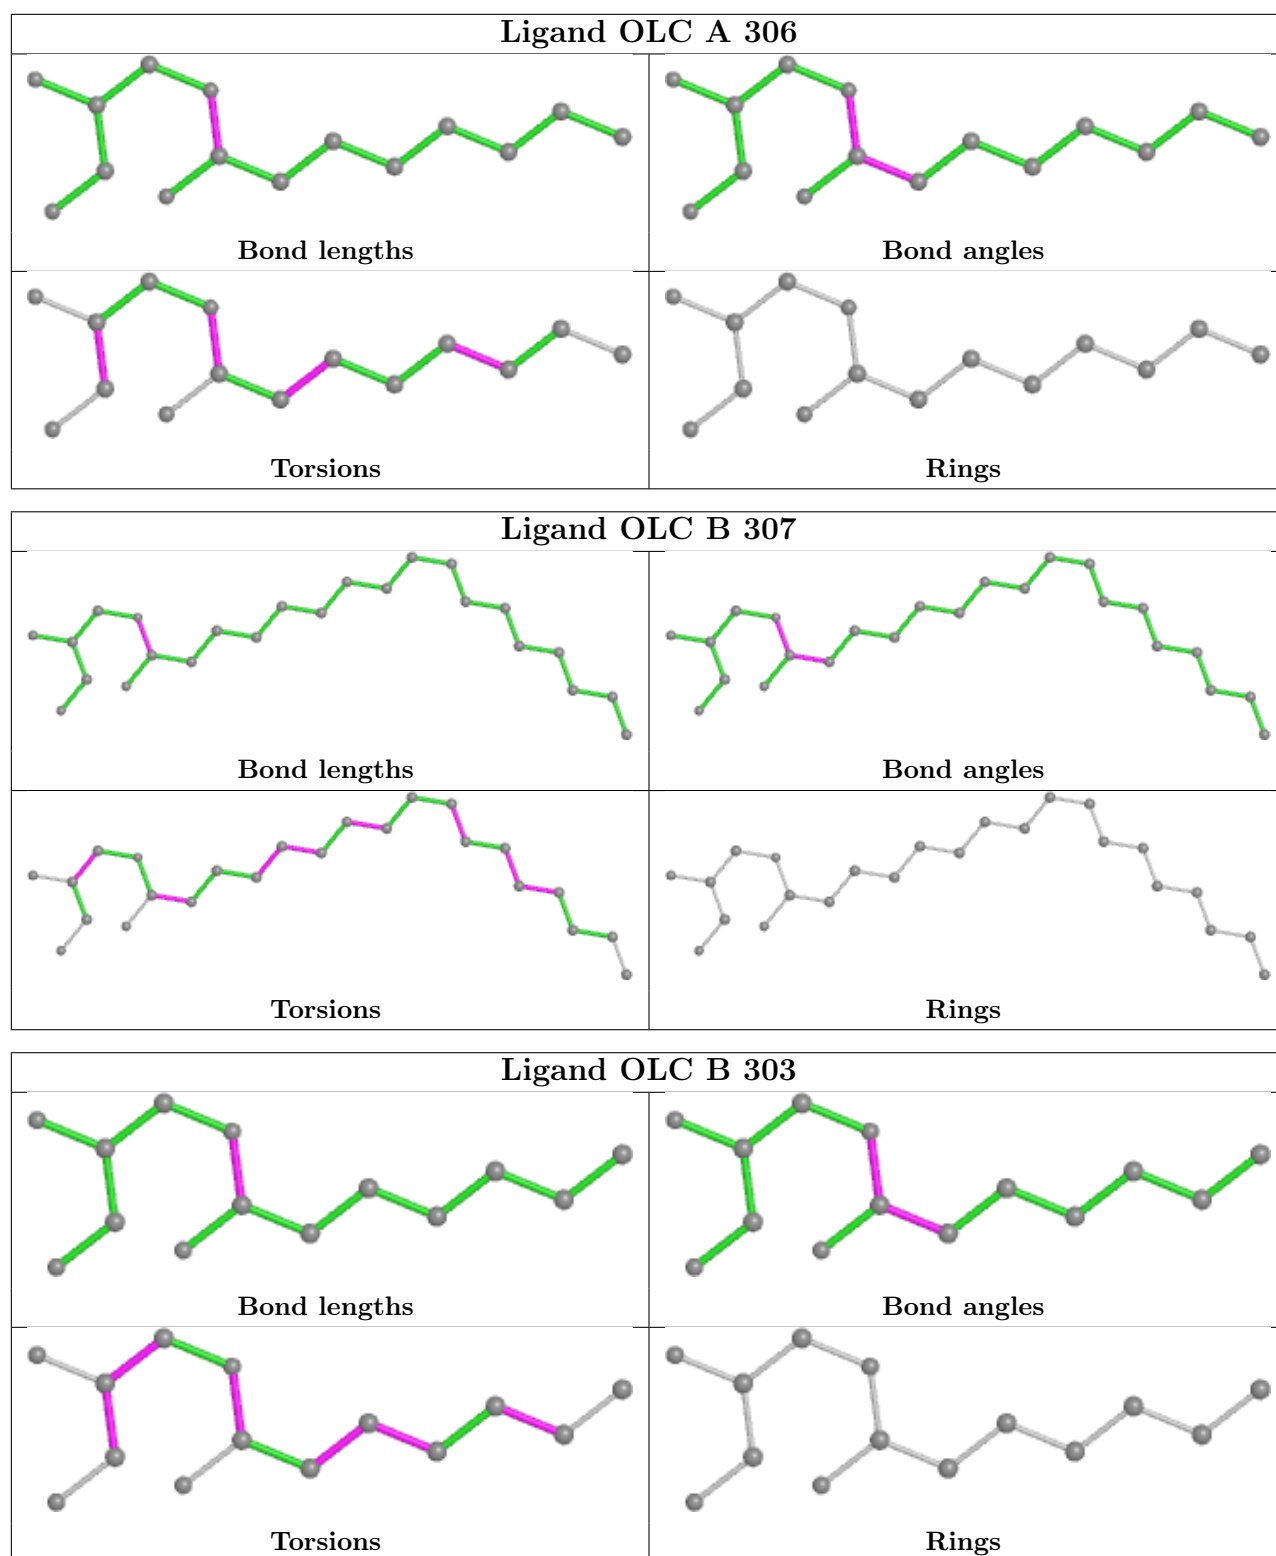 Ligand OLC A 306
Bond lengths
Bond angles
Torsions
Rings
Ligand OLC B 307
Bond lengths
Bond angles
Torsions
Rings
Ligand OLC B 303
Bond lengths
Bond angles
Torsions
Rings